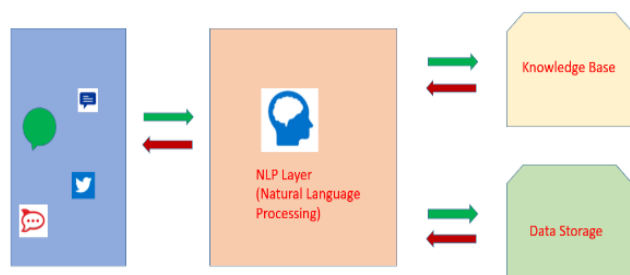 NLP Layer
(Natural Language
Processing)
Knowledge Base
Data Storage